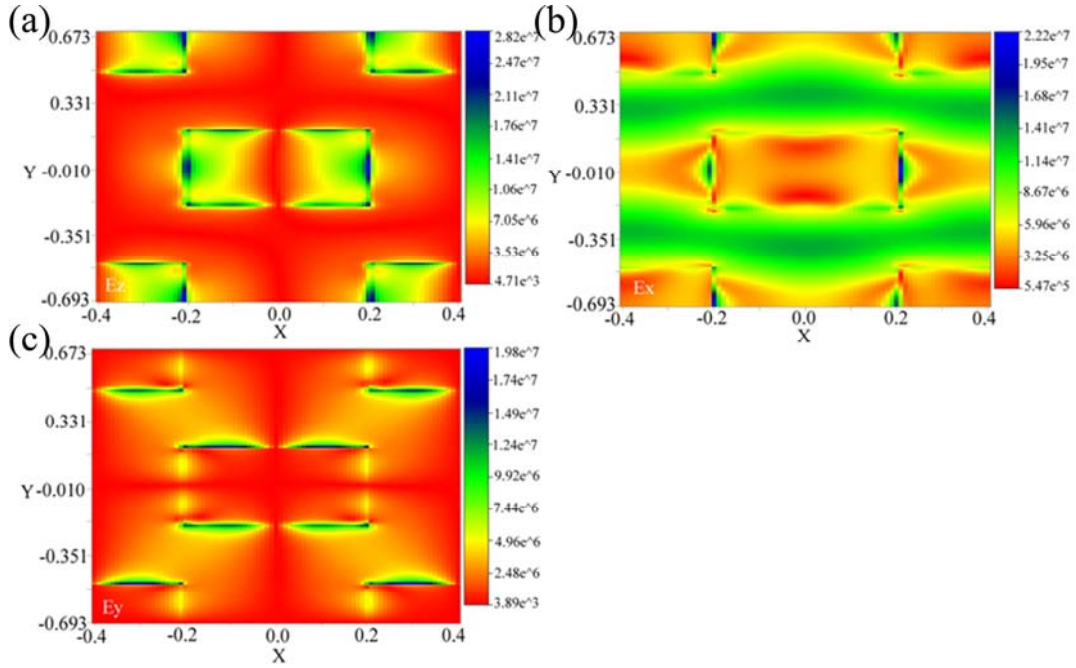 (a)
0.673
0.331
Y -0.010
-0.351
-0.693
-0.4 -0.2 0.0 0.2 0.4
X
Ez
2.82e^7
2.47e^7
2.11e^7
1.76e^7
1.41e^7
1.06e^7
7.05e^6
3.53e^6
4.71e^3
(b)
0.673
0.331
Y -0.010
-0.351
-0.693
-0.4 -0.2 0.0 0.2 0.4
X
Ex
2.22e^7
1.95e^7
1.68e^7
1.41e^7
1.14e^7
8.67e^6
5.96e^6
3.25e^6
5.47e^5
(c)
0.673
0.331
Y -0.010
-0.351
-0.693
-0.4 -0.2 0.0 0.2 0.4
X
Ey
1.98e^7
1.74e^7
1.49e^7
1.24e^7
9.92e^6
7.44e^6
4.96e^6
2.48e^6
3.89e^3